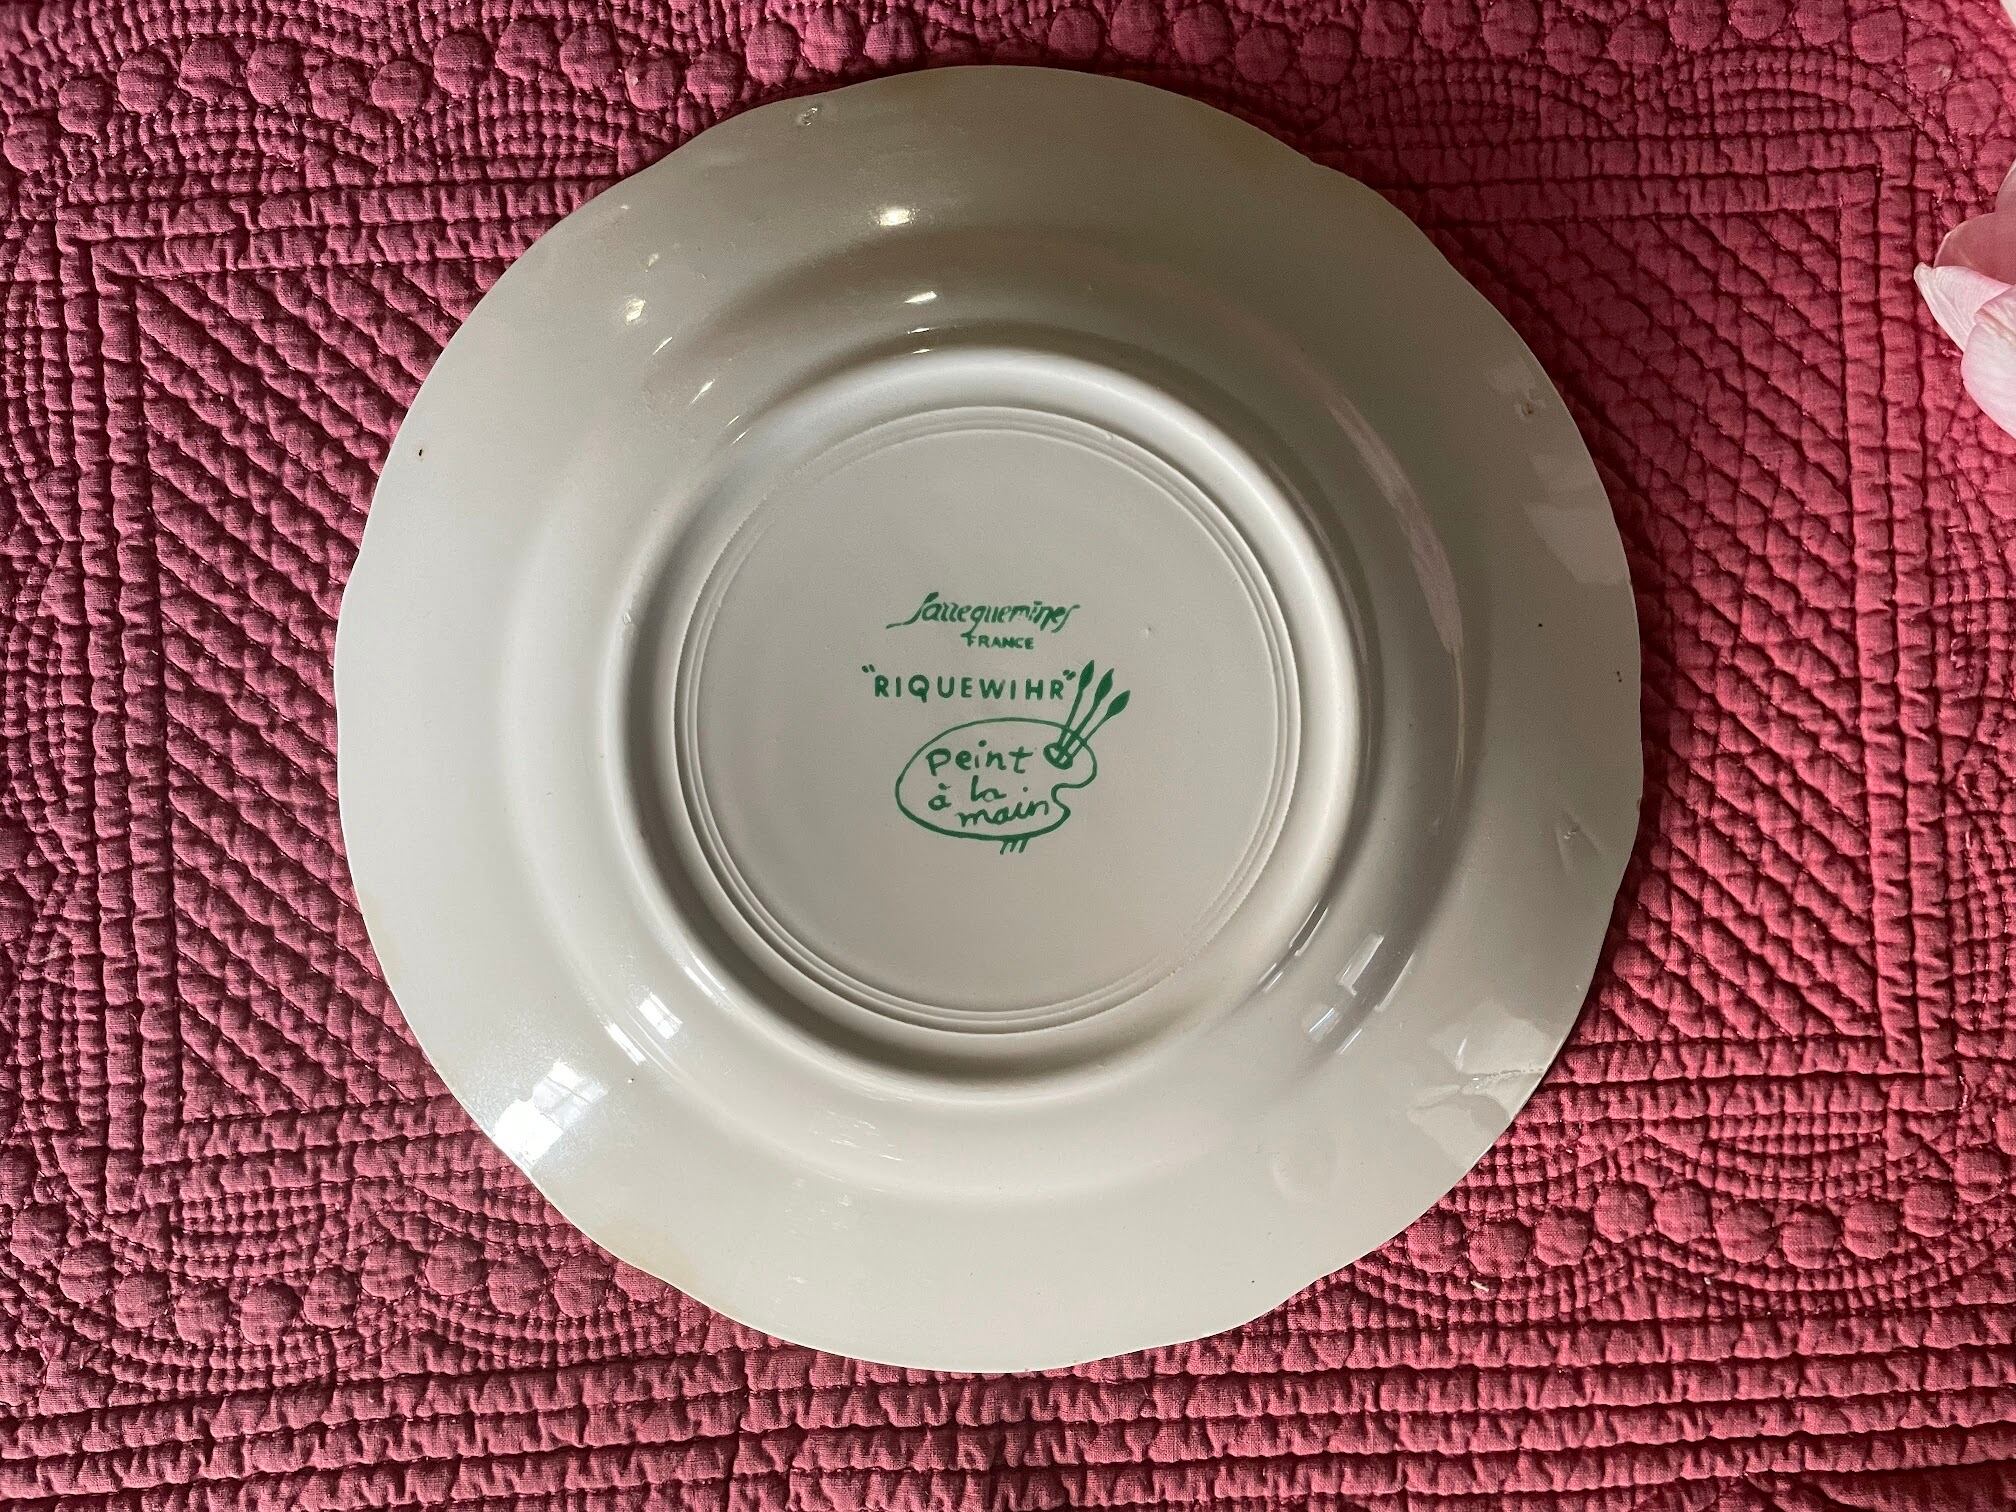 Sarreguemines
FRANCE
"RIQUEWIHR"
Peint
à la
main